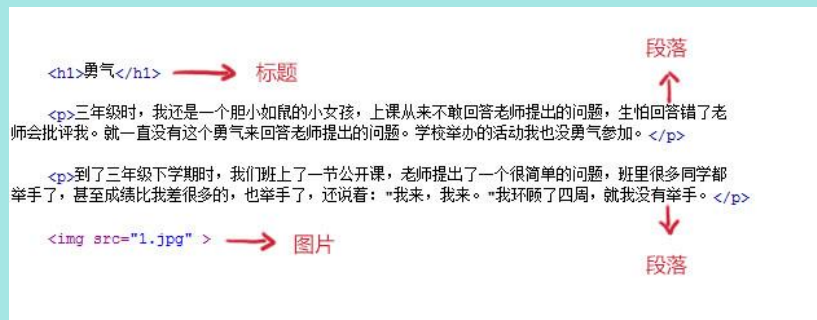 段落
<h1>勇气</h1> 标题
<p>三年级时，我还是一个胆小如鼠的小女孩，上课从来不敢回答老师提出的问题，生怕回答错了老
师会批评我。就一直没有这个勇气来回答老师提出的问题。学校举办的活动我也没勇气参加。</p>
<p>到了三年级下学期时，我们班上了一节公开课，老师提出了一个很简单的问题，班里很多同学都
举手了，甚至成绩比我差很多的，也举手了，还说着："我来，我来。"我环顾了四周，就我没有举手。</p>
<img src="1.jpg" > 图片
段落